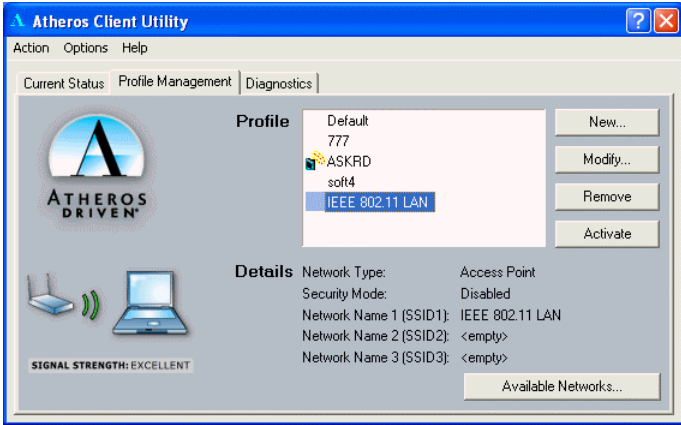 Atheros Client Utility
Action Options Help
Current Status Profile Management Diagnostics
ATHEROS
DRIVEN
Profile
Default
777
ASKRD
soft4
IEEE 802.11 LAN
New...
Modify...
Remove
Activate
SIGNAL STRENGTH: EXCELLENT
Details
Network Type: Access Point
Security Mode: Disabled
Network Name 1 (SSID1): IEEE 802.11 LAN
Network Name 2 (SSID2): <empty>
Network Name 3 (SSID3): <empty>
Available Networks...